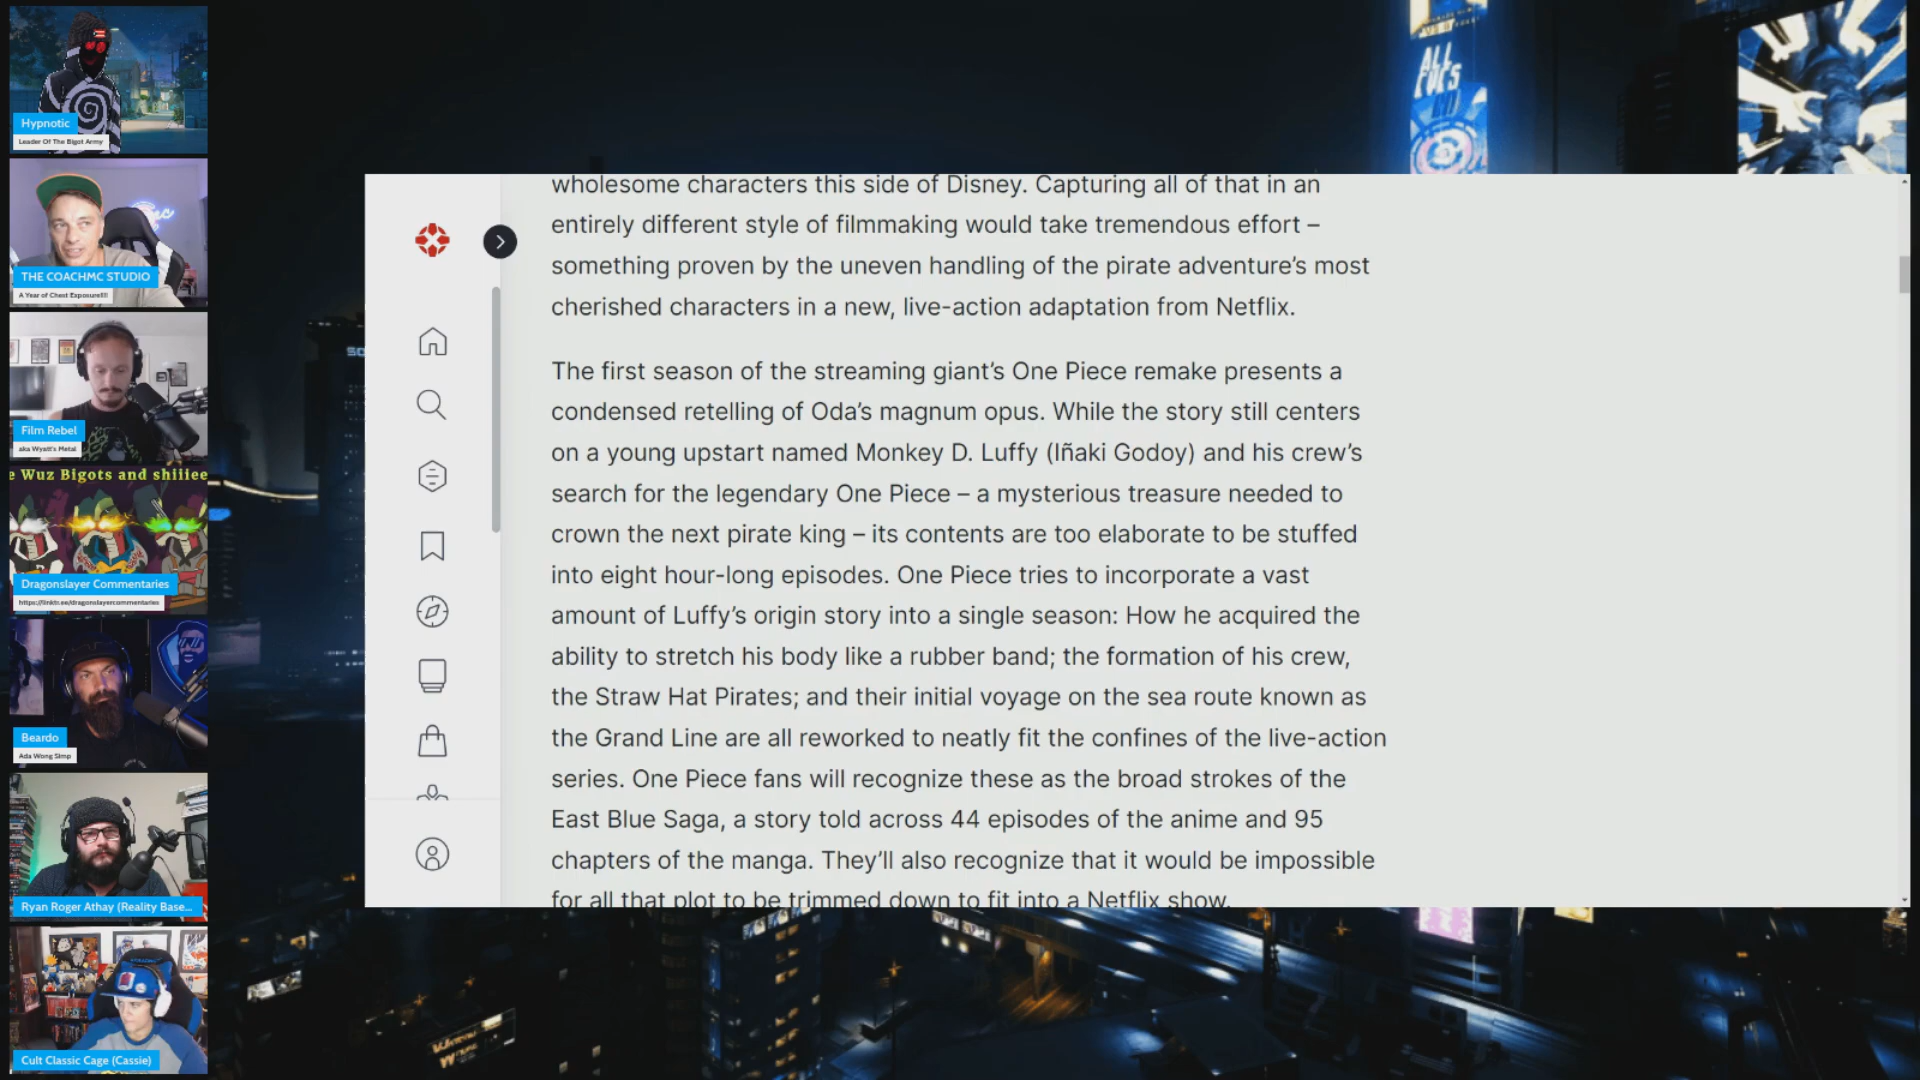 Hypnotic
Leader Of The Bigot Army
THE COACHMC STUDIO
A Year of Chest Exposure!!!!
Film Rebel
aka Wyatt's Metal
e Wuz Bigots and shiiiee
Dragonslayer Commentaries
https://linktr.ee/dragonslayercommentaries
Beardo
Ada Wong Simp
Ryan Roger Athay (Reality Base...
Cult Classic Cage (Cassie)
ALL
wholesome characters this side of Disney. Capturing all of that in an
entirely different style of filmmaking would take tremendous effort –
something proven by the uneven handling of the pirate adventure’s most
cherished characters in a new, live-action adaptation from Netflix.
The first season of the streaming giant’s One Piece remake presents a
condensed retelling of Oda’s magnum opus. While the story still centers
on a young upstart named Monkey D. Luffy (Iñaki Godoy) and his crew’s
search for the legendary One Piece – a mysterious treasure needed to
crown the next pirate king – its contents are too elaborate to be stuffed
into eight hour-long episodes. One Piece tries to incorporate a vast
amount of Luffy’s origin story into a single season: How he acquired the
ability to stretch his body like a rubber band; the formation of his crew,
the Straw Hat Pirates; and their initial voyage on the sea route known as
the Grand Line are all reworked to neatly fit the confines of the live-action
series. One Piece fans will recognize these as the broad strokes of the
East Blue Saga, a story told across 44 episodes of the anime and 95
chapters of the manga. They’ll also recognize that it would be impossible
for all that plot to be trimmed down to fit into a Netflix show.